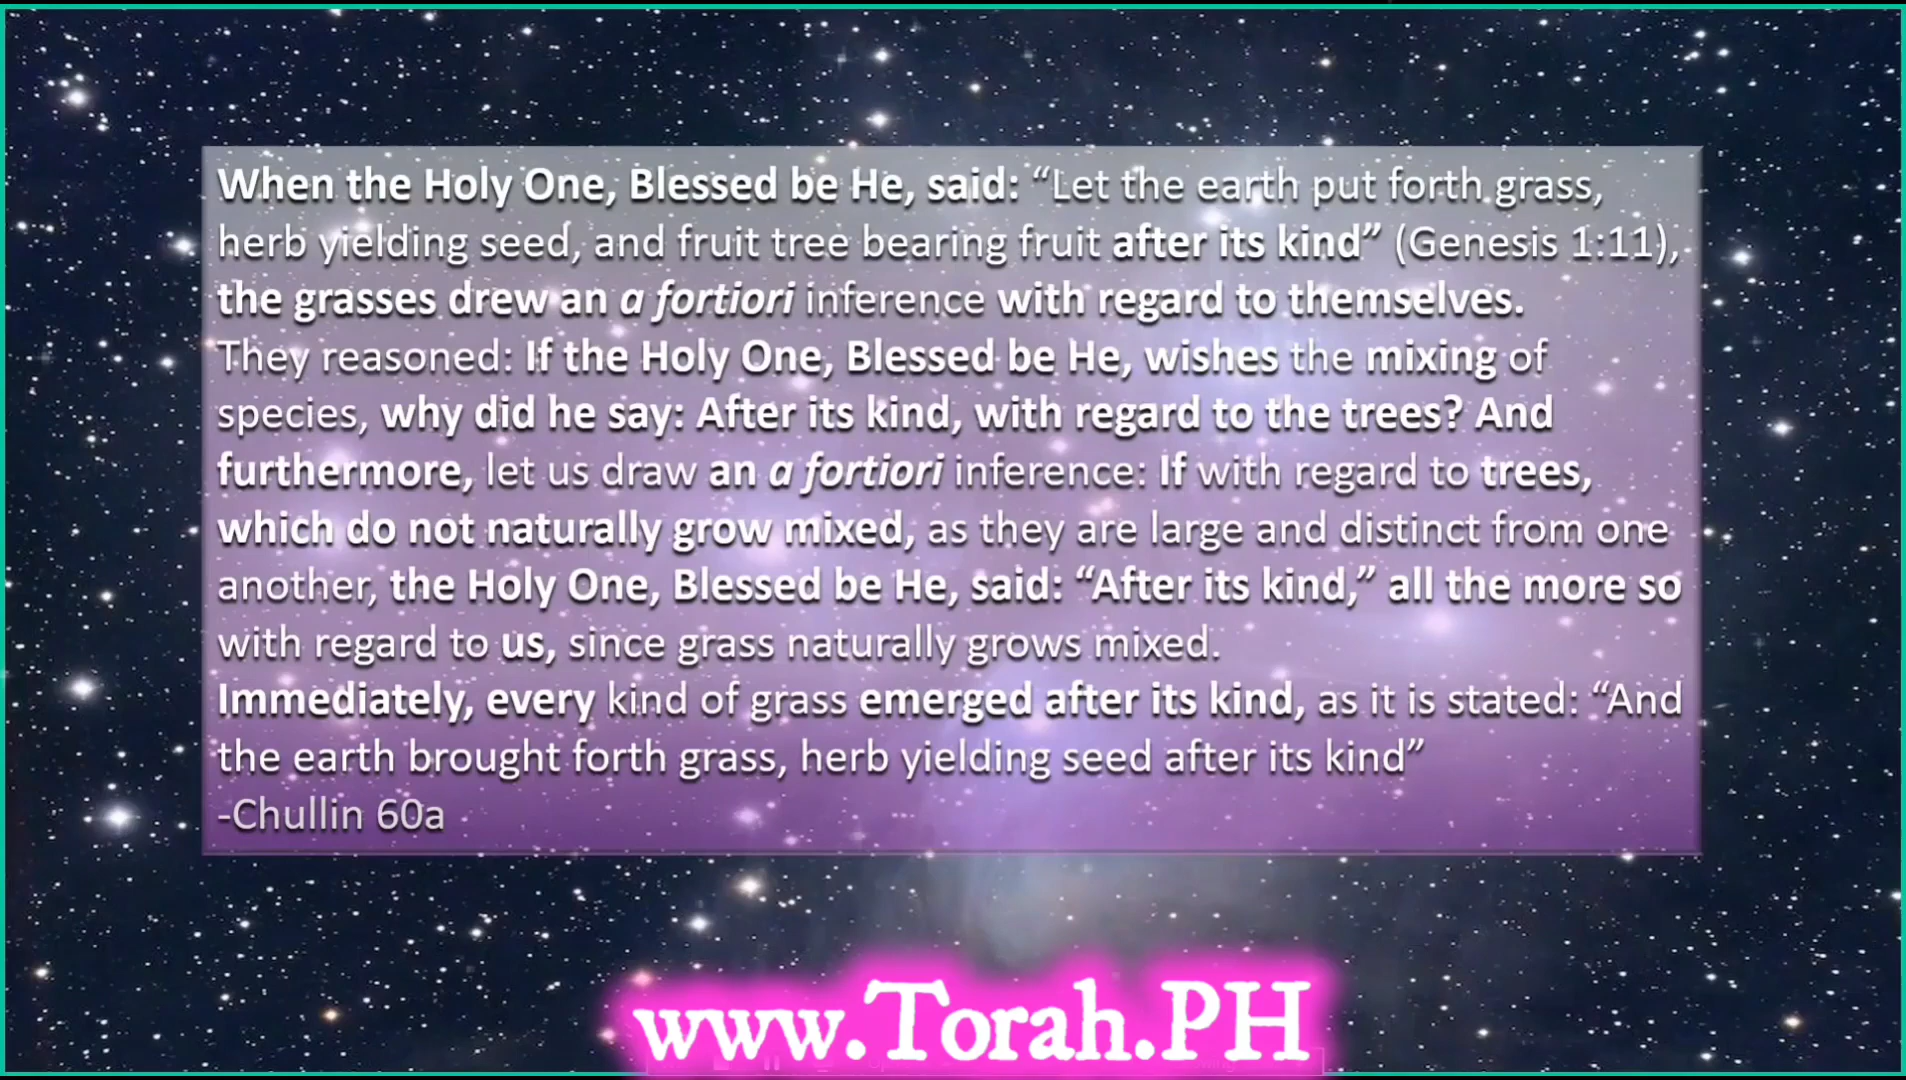 When the Holy One, Blessed be He, said: “Let the earth put forth grass,
herb yielding seed, and fruit tree bearing fruit after its kind” (Genesis 1:11),
the grasses drew an a fortiori inference with regard to themselves.
They reasoned: If the Holy One, Blessed be He, wishes the mixing of
species, why did he say: After its kind, with regard to the trees? And
furthermore, let us draw an a fortiori inference: If with regard to trees,
which do not naturally grow mixed, as they are large and distinct from one
another, the Holy One, Blessed be He, said: “After its kind,” all the more so
with regard to us, since grass naturally grows mixed.
Immediately, every kind of grass emerged after its kind, as it is stated: “And
the earth brought forth grass, herb yielding seed after its kind”
-Chullin 60a
www.Torah.PH